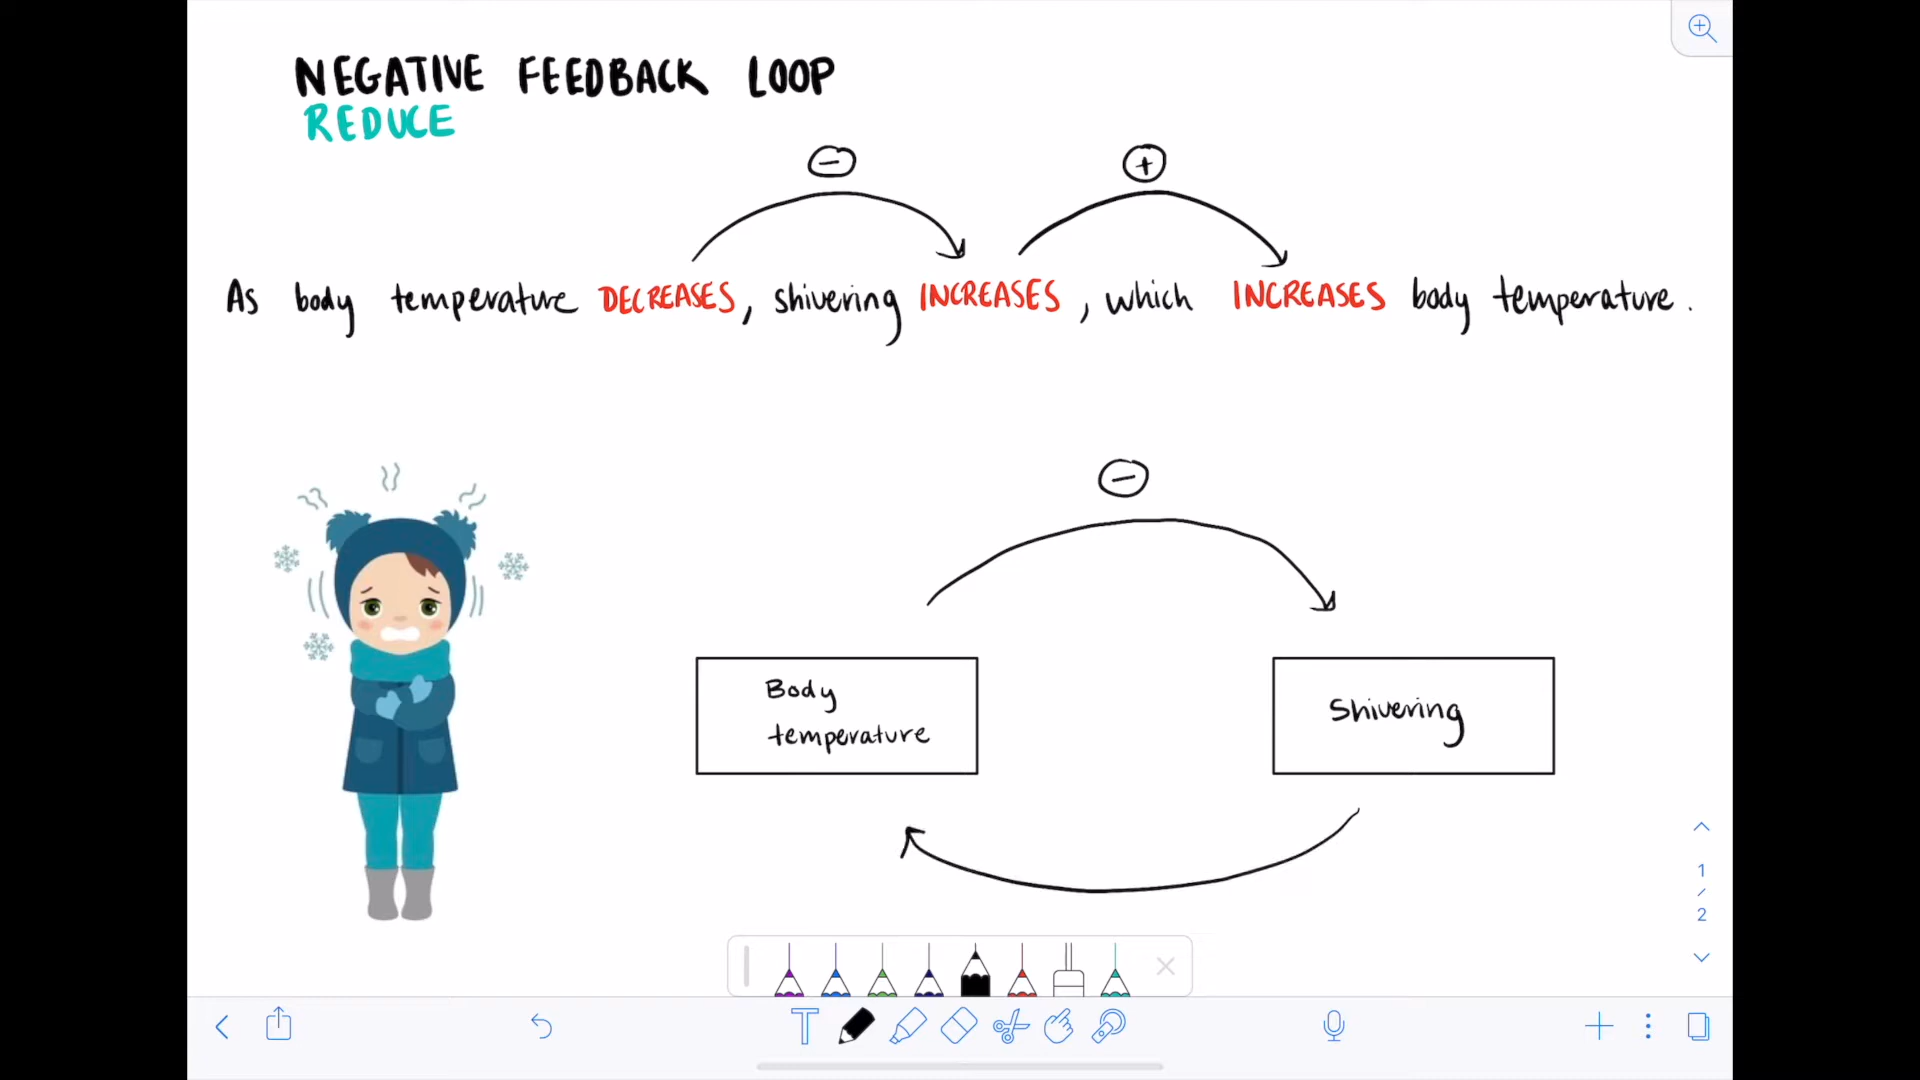 NEGATIVE FEEDBACK LOOP
REDUCE
− +
As body temperature DECREASES, shivering INCREASES, which INCREASES body temperature.
−
Body
temperature
Shivering
1
/
2
T